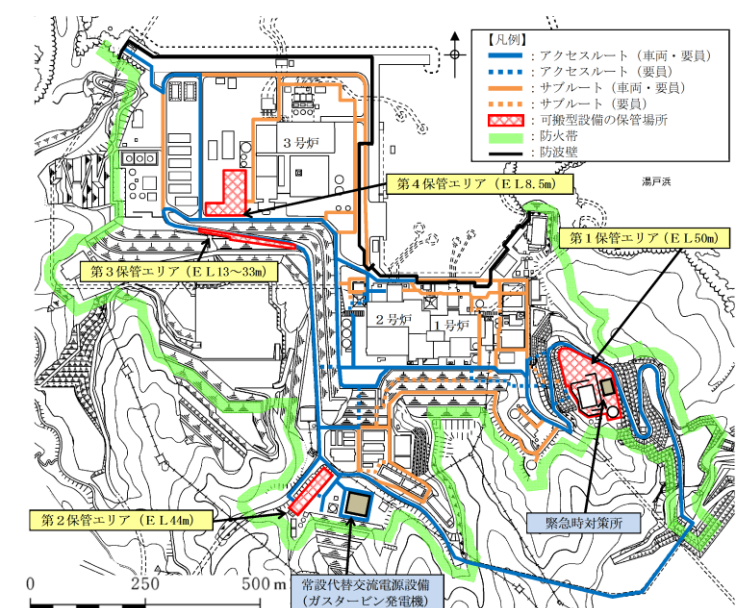 【凡例】
：アクセスルート（車両・要員）
：アクセスルート（要員）
：サブルート（車両・要員）
：サブルート（要員）
：可搬型設備の保管場所
：防火帯
：防波壁
3号炉
湯戸浜
第4保管エリア（EL8.5m）
第1保管エリア（EL50m）
第3保管エリア（EL13～33m）
2号炉
1号炉
第2保管エリア（EL44m）
緊急時対策所
0 250 500 m
常設代替交流電源設備
（ガスタービン発電機）